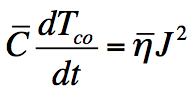 C̅ dT_co/dt = η̅J²